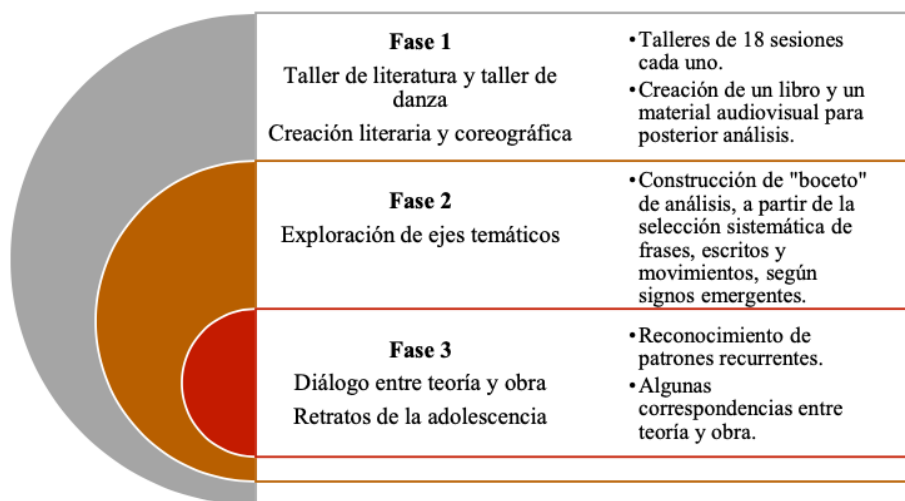 Fase 1
Taller de literatura y taller de
danza
Creación literaria y coreográfica
•Talleres de 18 sesiones
cada uno.
•Creación de un libro y un
material audiovisual para
posterior análisis.
Fase 2
Exploración de ejes temáticos
•Construcción de "boceto"
de análisis, a partir de la
selección sistemática de
frases, escritos y
movimientos, según
signos emergentes.
Fase 3
Diálogo entre teoría y obra
Retratos de la adolescencia
•Reconocimiento de
patrones recurrentes.
•Algunas
correspondencias entre
teoría y obra.